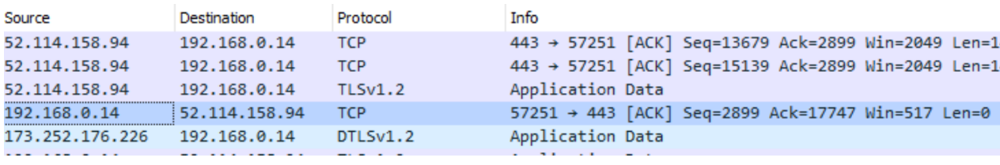 Source Destination Protocol Info
52.114.158.94 192.168.0.14 TCP 443 → 57251 [ACK] Seq=13679 Ack=2899 Win=2049 Len=1
52.114.158.94 192.168.0.14 TCP 443 → 57251 [ACK] Seq=15139 Ack=2899 Win=2049 Len=1
52.114.158.94 192.168.0.14 TLSv1.2 Application Data
192.168.0.14 52.114.158.94 TCP 57251 → 443 [ACK] Seq=2899 Ack=17747 Win=517 Len=0
173.252.176.226 192.168.0.14 DTLSv1.2 Application Data